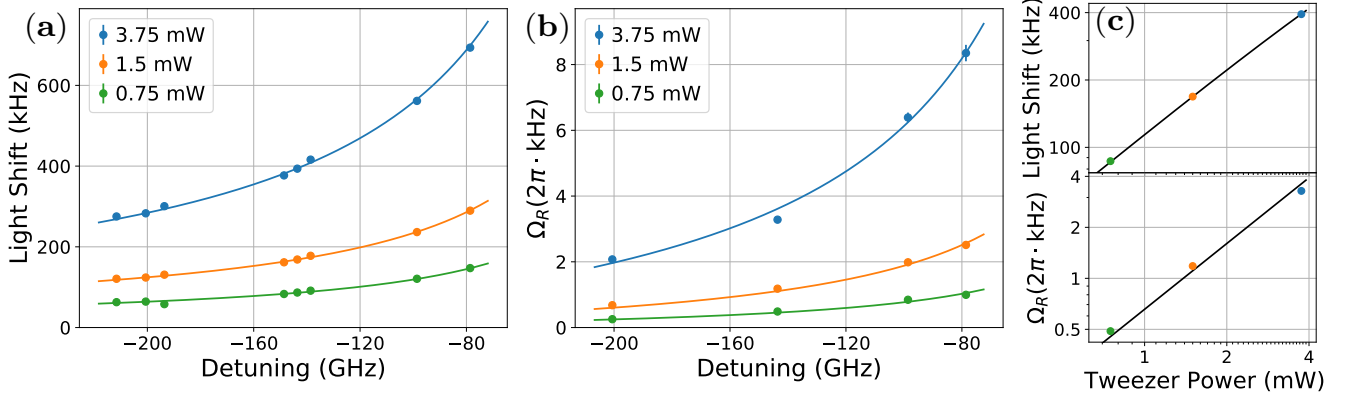 (a)
3.75 mW
1.5 mW
0.75 mW
Light Shift (kHz)
600
400
200
0
−200
−160
−120
−80
Detuning (GHz)
(b)
3.75 mW
1.5 mW
0.75 mW
Ω_R(2π · kHz)
8
6
4
2
0
−200
−160
−120
−80
Detuning (GHz)
(c)
Light Shift (kHz)
400
200
100
Ω_R(2π · kHz)
4
2
1
0.5
1
2
4
Tweezer Power (mW)